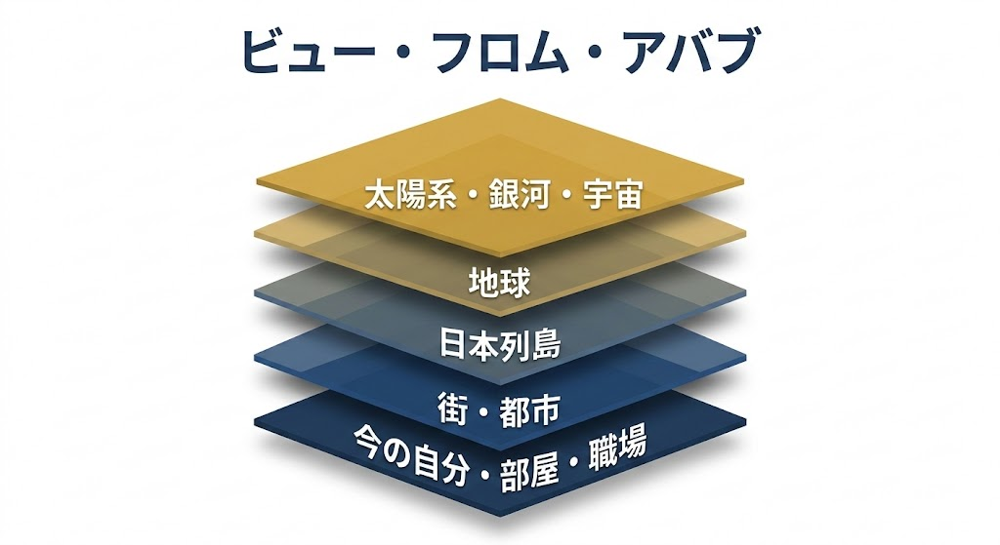 ビュー・フロム・アバブ
太陽系・銀河・宇宙
地球
日本列島
街・都市
今の自分・部屋・職場